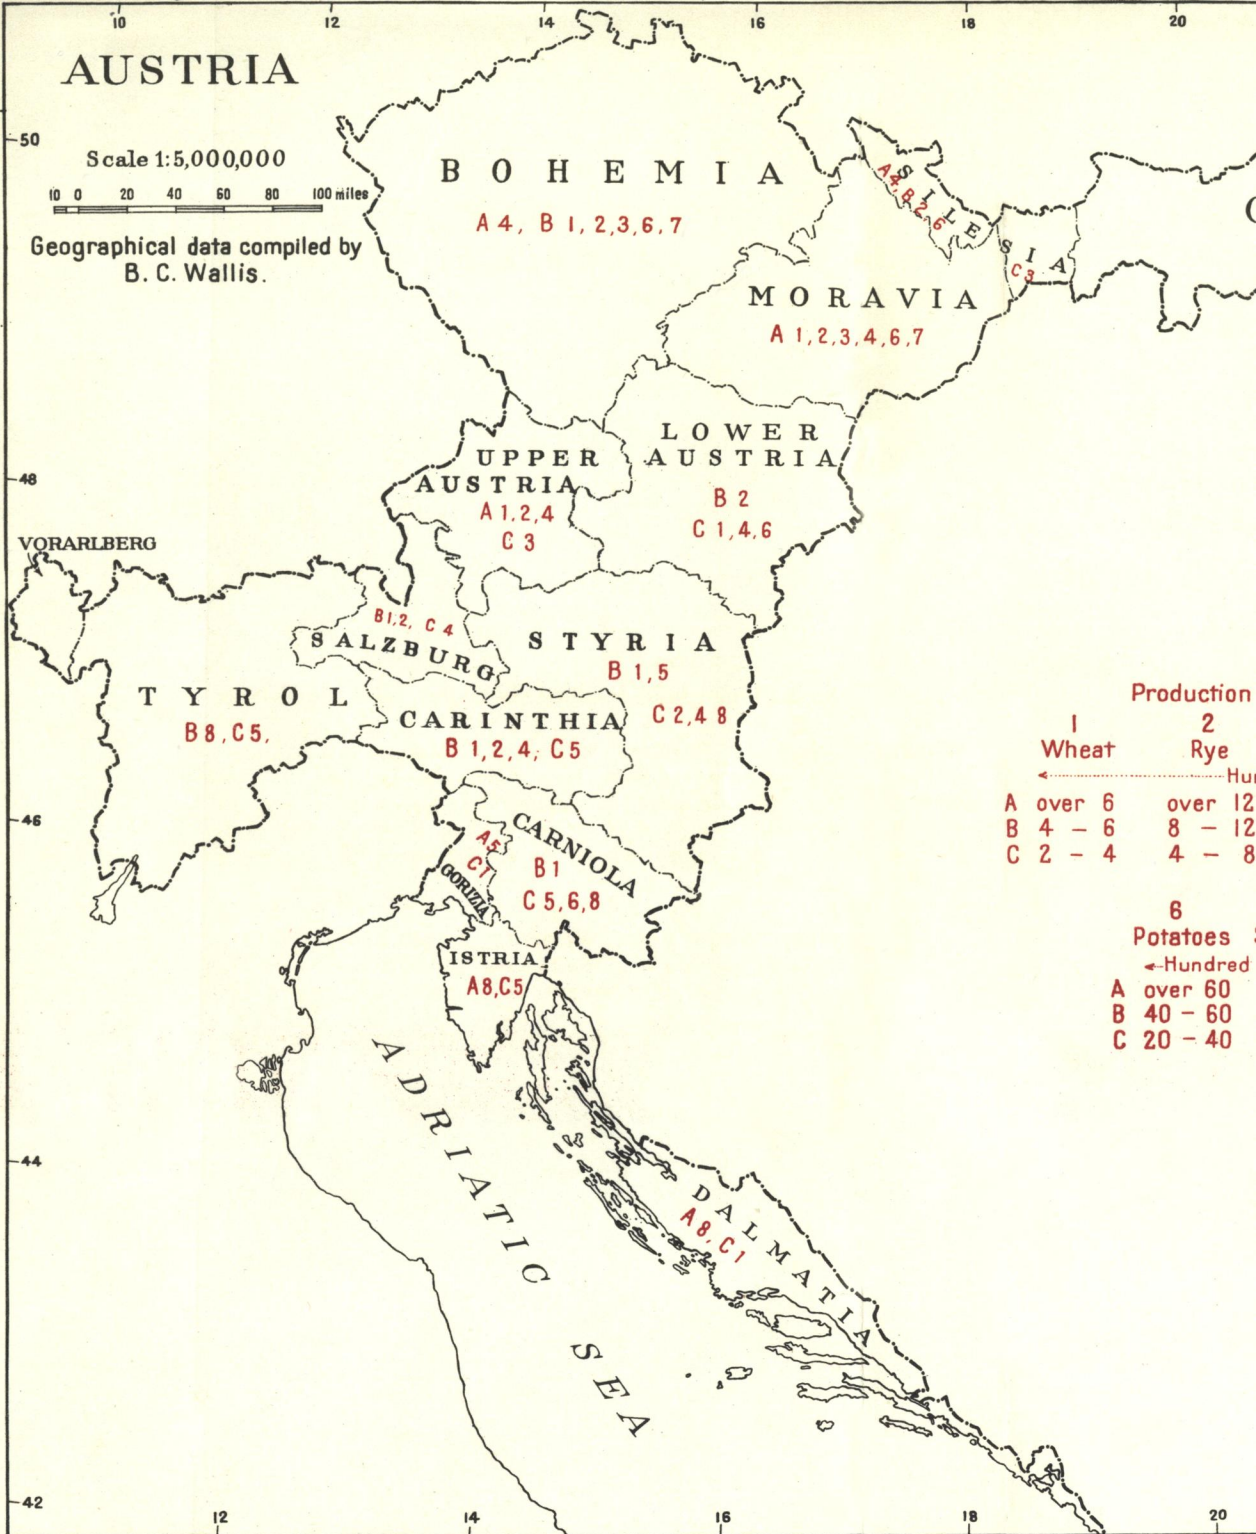 10 12 14 16 18 20
AUSTRIA
50
Scale 1:5,000,000
10 0 20 40 60 80 100 miles
Geographical data compiled by
B. C. Wallis.
BOHEMIA
A 4, B 1, 2, 3, 6, 7
SILESIA
A 4, B 2, 6
C 3
MORAVIA
A 1, 2, 3, 4, 6, 7
48
UPPER
AUSTRIA
A 1, 2, 4
C 3
LOWER
AUSTRIA
B 2
C 1, 4, 6
VORARLBERG
B 1, 2, C 4
SALZBURG
STYRIA
B 1, 5
C 2, 4 8
TYROL
B 8, C 5,
CARINTHIA
B 1, 2, 4, C 5
46
A 5
C 1
GORIZIA
CARNIOLA
B 1
C 5, 6, 8
ISTRIA
A 8, C 5
Production
1 2
Wheat Rye
A over 6 over 12
B 4 – 6 8 – 12
C 2 – 4 4 – 8
6
Potatoes
Hundred
A over 60
B 40 – 60
C 20 – 40
ADRIATIC SEA
44
DALMATIA
A 8, C 1
42
12 14 16 18 20